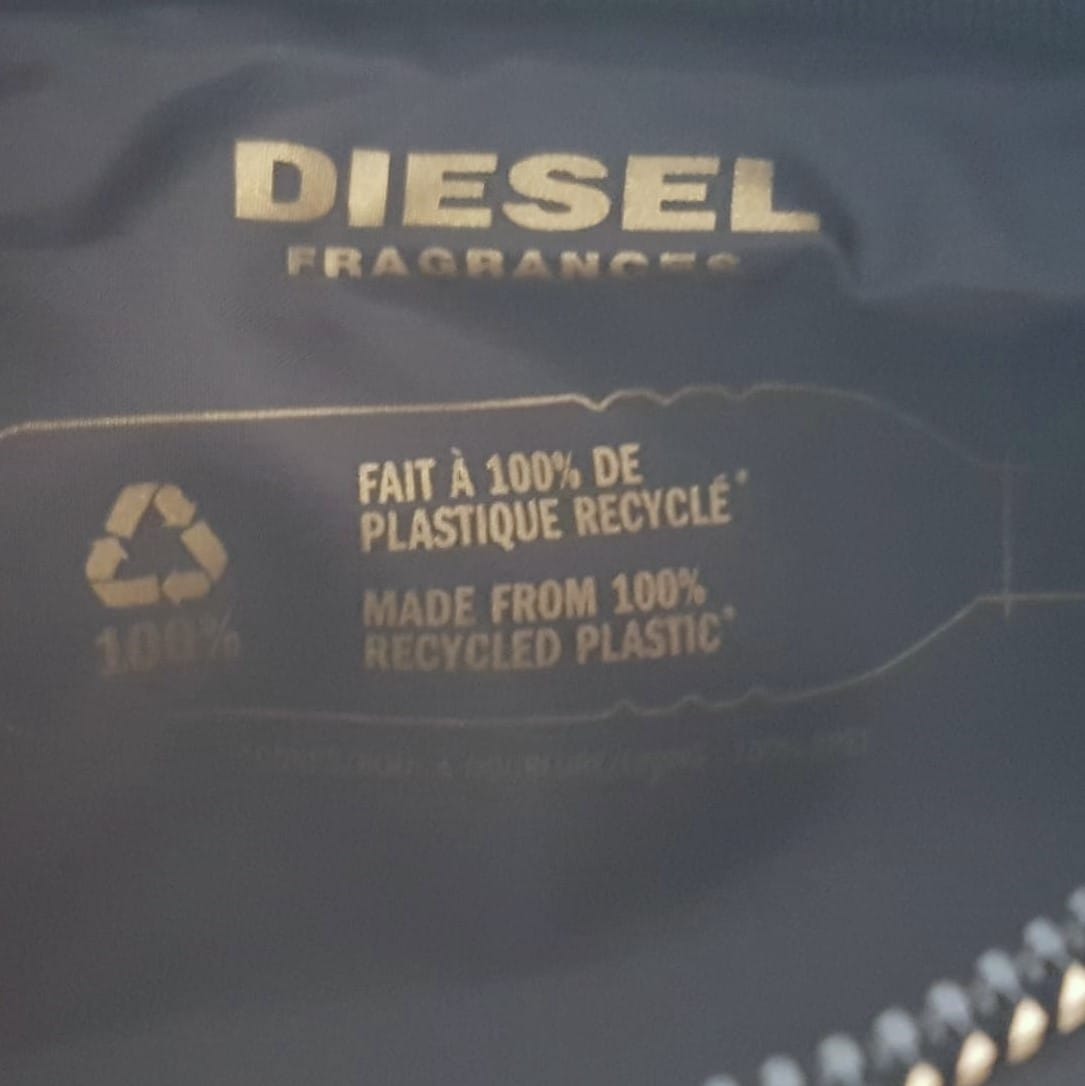 DIESEL
FRAGRANCES
FAIT À 100% DE
PLASTIQUE RECYCLÉ*
MADE FROM 100%
RECYCLED PLASTIC*
100%